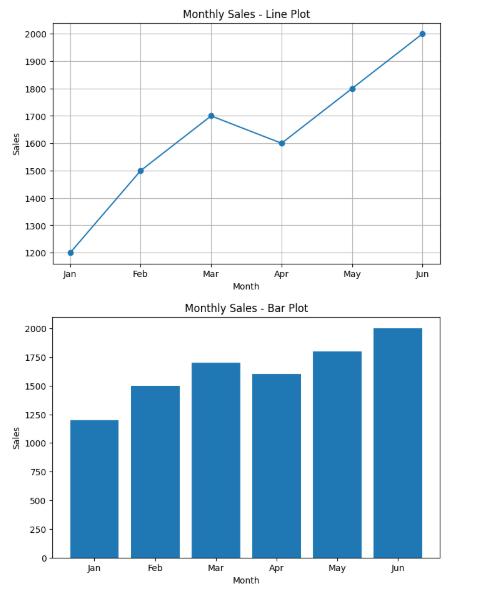 Monthly Sales - Line Plot
2000
1900
1800
1700
1600
1500
1400
1300
1200
Sales
Jan Feb Mar Apr May Jun
Month
Monthly Sales - Bar Plot
2000
1750
1500
1250
1000
750
500
250
0
Sales
Jan Feb Mar Apr May Jun
Month